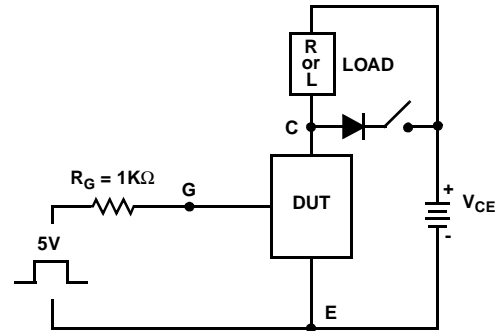 R
or
L
LOAD
C
R_G = 1KΩ
G
DUT
+
V_CE
-
5V
E